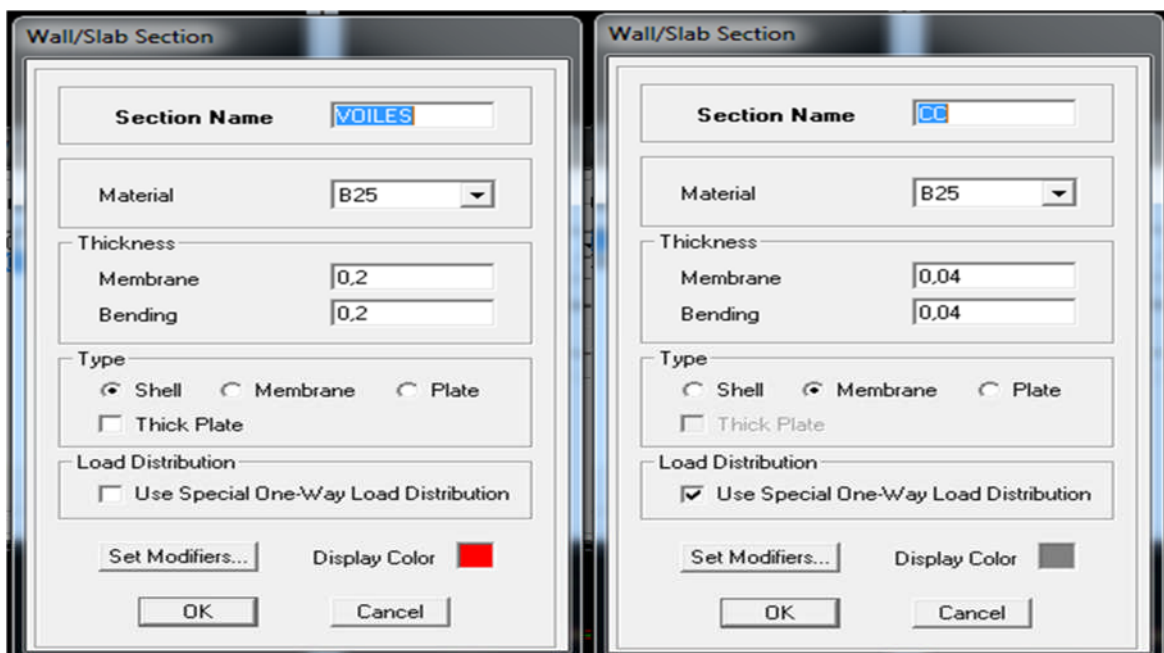 Wall/Slab Section
Section Name VOILES
Material B25
Thickness
Membrane 0,2
Bending 0,2
Type
Shell Membrane Plate
Thick Plate
Load Distribution
Use Special One-Way Load Distribution
Set Modifiers... Display Color
OK Cancel
Wall/Slab Section
Section Name CC
Material B25
Thickness
Membrane 0,04
Bending 0,04
Type
Shell Membrane Plate
Thick Plate
Load Distribution
Use Special One-Way Load Distribution
Set Modifiers... Display Color
OK Cancel